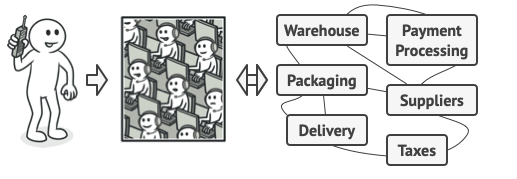 Warehouse
Payment
Processing
Packaging
Suppliers
Delivery
Taxes